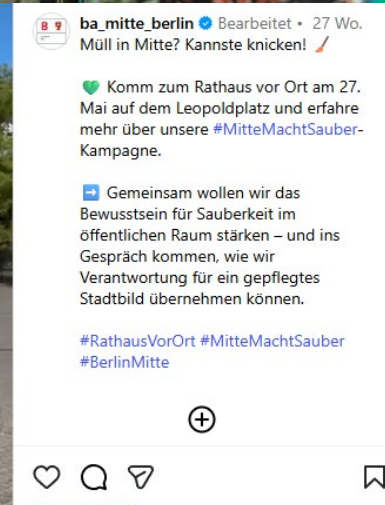 ba_mitte_berlin Bearbeitet • 27 Wo.
Müll in Mitte? Kannste knicken! 🧹
💚 Komm zum Rathaus vor Ort am 27.
Mai auf dem Leopoldplatz und erfahre
mehr über unsere #MitteMachtSauber-
Kampagne.
➡️ Gemeinsam wollen wir das
Bewusstsein für Sauberkeit im
öffentlichen Raum stärken – und ins
Gespräch kommen, wie wir
Verantwortung für ein gepflegtes
Stadtbild übernehmen können.
#RathausVorOrt #MitteMachtSauber
#BerlinMitte